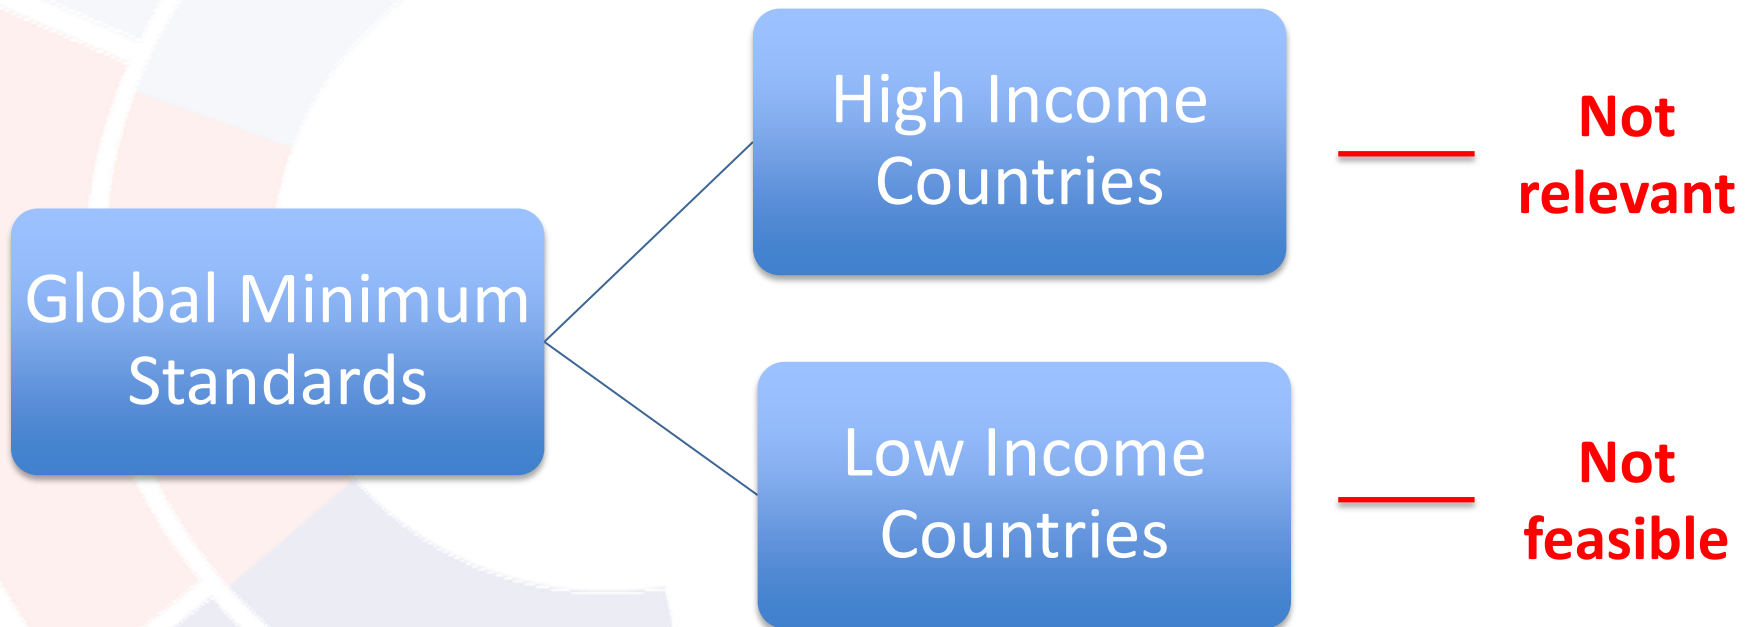 High Income
Countries
Not
relevant
Global Minimum
Standards
Low Income
Countries
Not
feasible